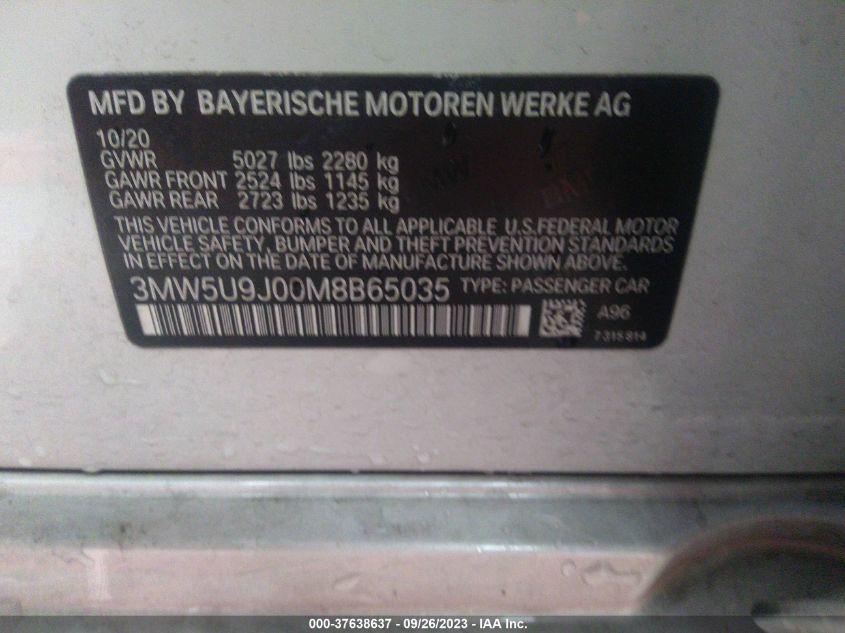 MFD BY BAYERISCHE MOTOREN WERKE AG
10/20
GVWR 5027 lbs 2280 kg
GAWR FRONT 2524 lbs 1145 kg
GAWR REAR 2723 lbs 1235 kg
THIS VEHICLE CONFORMS TO ALL APPLICABLE U.S.FEDERAL MOTOR
VEHICLE SAFETY, BUMPER AND THEFT PREVENTION STANDARDS
IN EFFECT ON THE DATE OF MANUFACTURE SHOWN ABOVE.
3MW5U9J00M8B65035 TYPE: PASSENGER CAR
A96
7315814
000-37638637 - 09/26/2023 - IAA Inc.